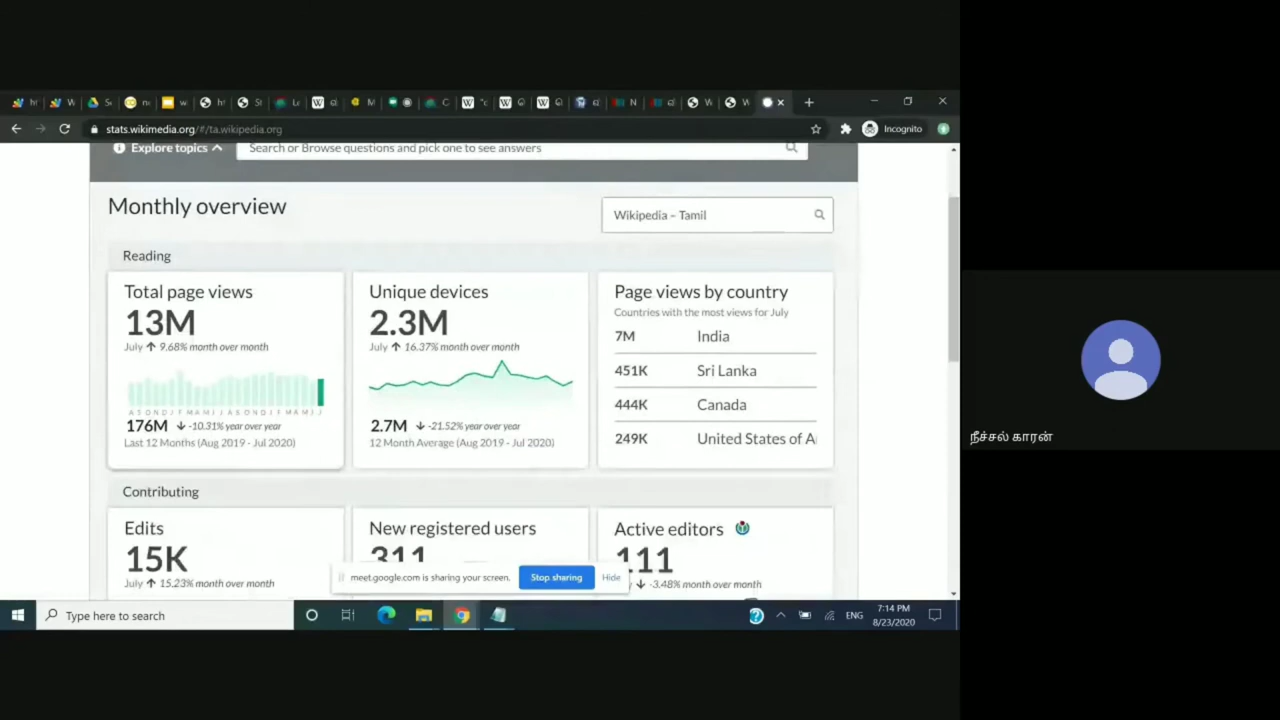 stats.wikimedia.org/#/ta.wikipedia.org
Incognito
Explore topics
Search or Browse questions and pick one to see answers
Monthly overview
Wikipedia – Tamil
Reading
Total page views
13M
July ↑ 9.68% month over month
A S O N D J F M A M J J A S O N D J F M A M J J
176M ↓ -10.31% year over year
Last 12 Months (Aug 2019 - Jul 2020)
Unique devices
2.3M
July ↑ 16.37% month over month
2.7M ↓ -21.52% year over year
12 Month Average (Aug 2019 - Jul 2020)
Page views by country
Countries with the most views for July
7M India
451K Sri Lanka
444K Canada
249K United States of A
நீச்சல் காரன்
Contributing
Edits
15K
July ↑ 15.23% month over month
New registered users
311
Active editors
111
↓ -3.48% month over month
meet.google.com is sharing your screen.
Stop sharing
Hide
Type here to search
ENG
7:14 PM
8/23/2020